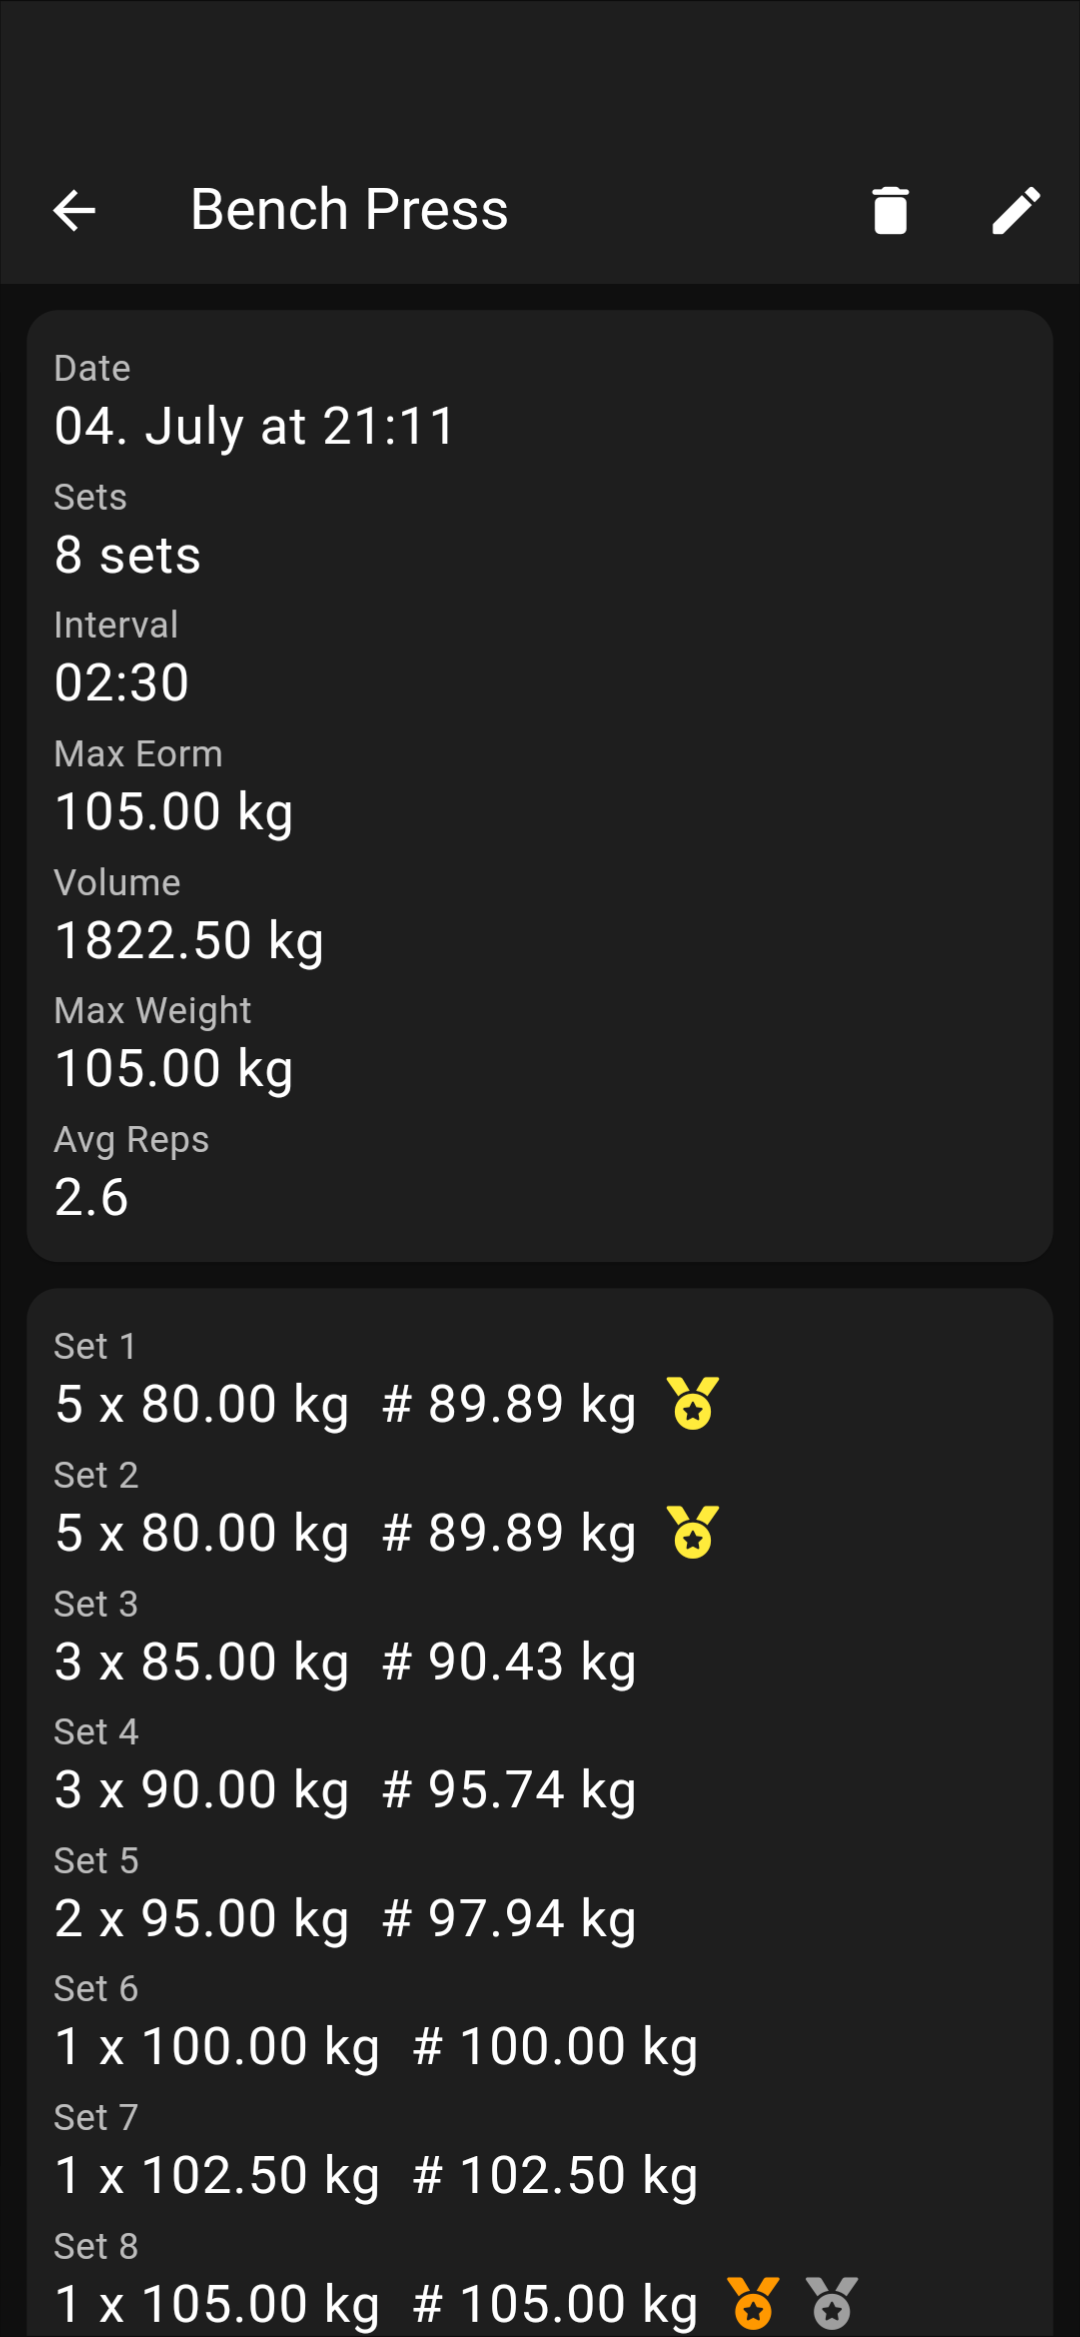 Bench Press
Date
04. July at 21:11
Sets
8 sets
Interval
02:30
Max Eorm
105.00 kg
Volume
1822.50 kg
Max Weight
105.00 kg
Avg Reps
2.6
Set 1
5 x 80.00 kg # 89.89 kg
Set 2
5 x 80.00 kg # 89.89 kg
Set 3
3 x 85.00 kg # 90.43 kg
Set 4
3 x 90.00 kg # 95.74 kg
Set 5
2 x 95.00 kg # 97.94 kg
Set 6
1 x 100.00 kg # 100.00 kg
Set 7
1 x 102.50 kg # 102.50 kg
Set 8
1 x 105.00 kg # 105.00 kg